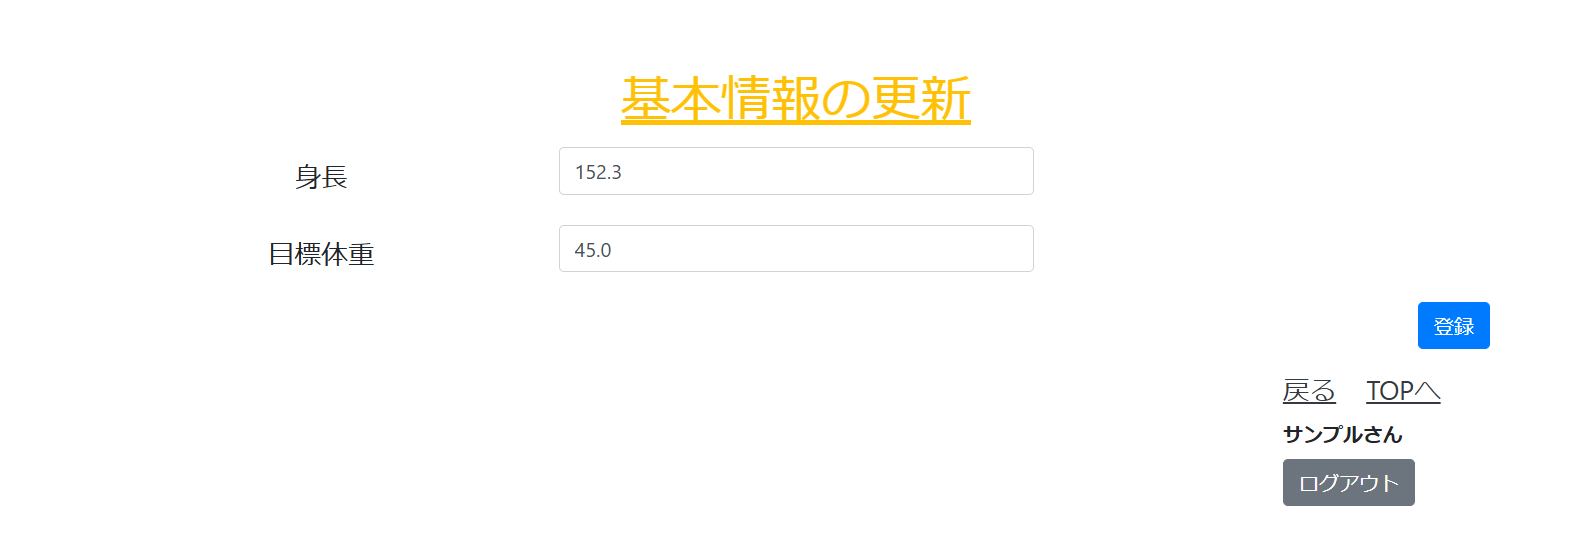 基本情報の更新
身長 152.3
目標体重 45.0
登録
戻る TOPへ
サンプルさん
ログアウト